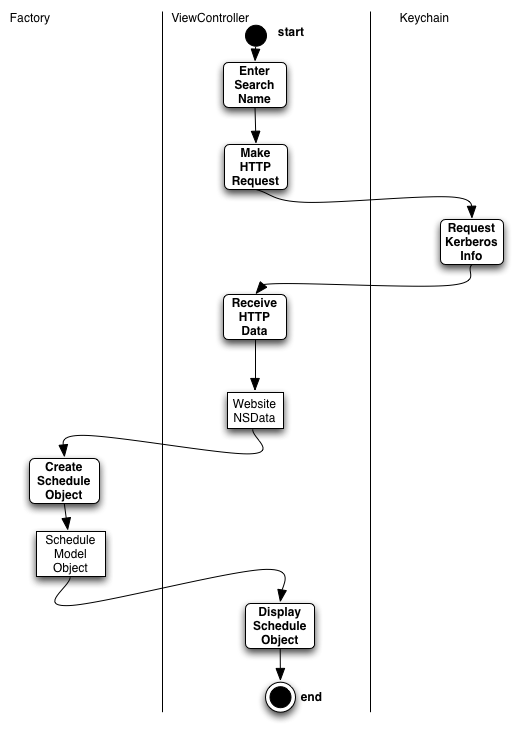 Factory
ViewController
Keychain
start
Enter
Search
Name
Make
HTTP
Request
Request
Kerberos
Info
Receive
HTTP
Data
Website
NSData
Create
Schedule
Object
Schedule
Model
Object
Display
Schedule
Object
end